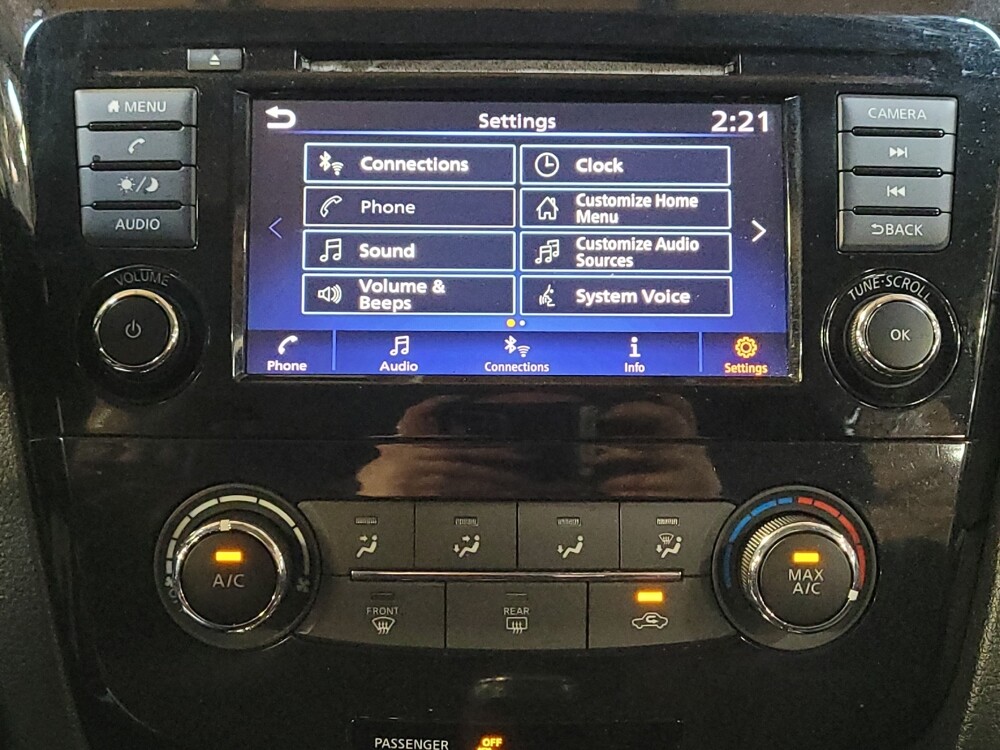 MENU
AUDIO
VOLUME
Settings
2:21
Connections
Clock
Phone
Customize Home
Menu
Sound
Customize Audio
Sources
Volume &
Beeps
System Voice
Phone
Audio
Connections
Info
Settings
CAMERA
BACK
TUNE·SCROLL
OK
A/C
MAX
A/C
FRONT
REAR
PASSENGER
OFF